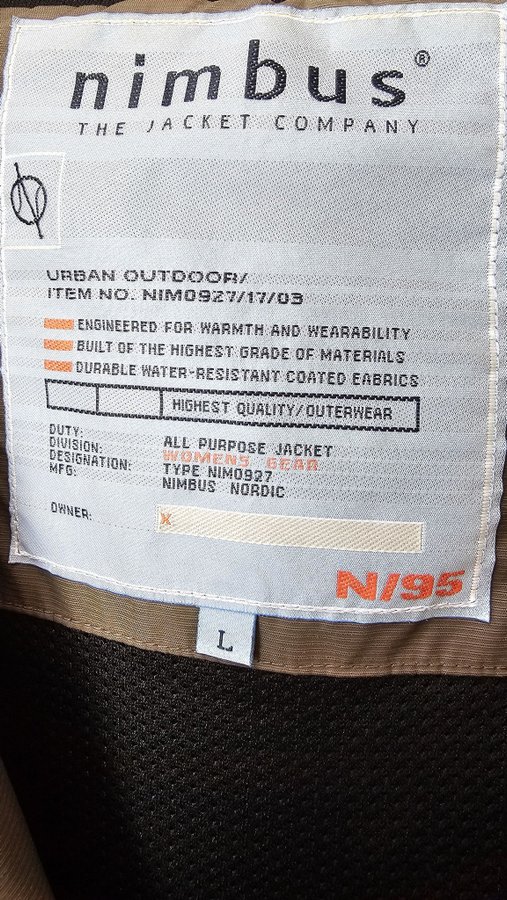 nimbus®
THE JACKET COMPANY
URBAN OUTDOOR/
ITEM NO. NIM0927/17/03
ENGINEERED FOR WARMTH AND WEARABILITY
BUILT OF THE HIGHEST GRADE OF MATERIALS
DURABLE WATER-RESISTANT COATED FABRICS
HIGHEST QUALITY/OUTERWEAR
DUTY: ALL PURPOSE JACKET
DIVISION: WOMENS GEAR
DESIGNATION: TYPE NIM0927
MFG: NIMBUS NORDIC
OWNER: X
N/95
L